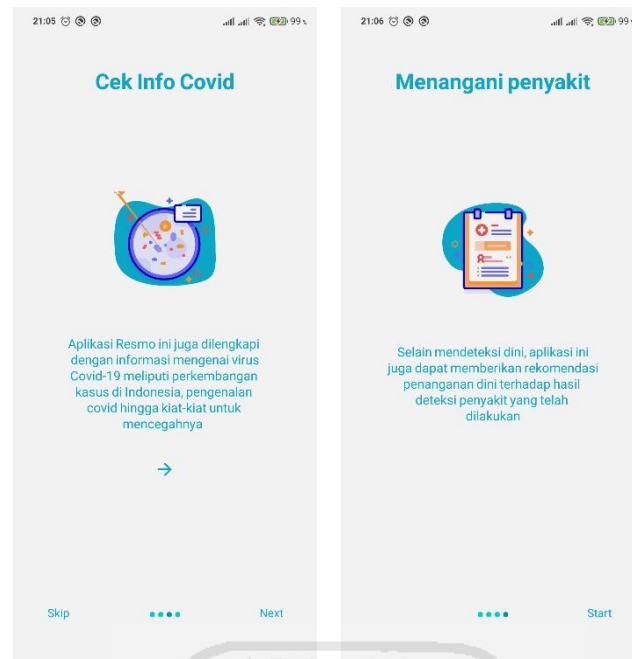 21:05
99
Cek Info Covid
Aplikasi Resmo ini juga dilengkapi
dengan informasi mengenai virus
Covid-19 meliputi perkembangan
kasus di Indonesia, pengenalan
covid hingga kiat-kiat untuk
mencegahnya
Skip
Next
21:06
99
Menangani penyakit
Selain mendeteksi dini, aplikasi ini
juga dapat memberikan rekomendasi
penanganan dini terhadap hasil
deteksi penyakit yang telah
dilakukan
Start